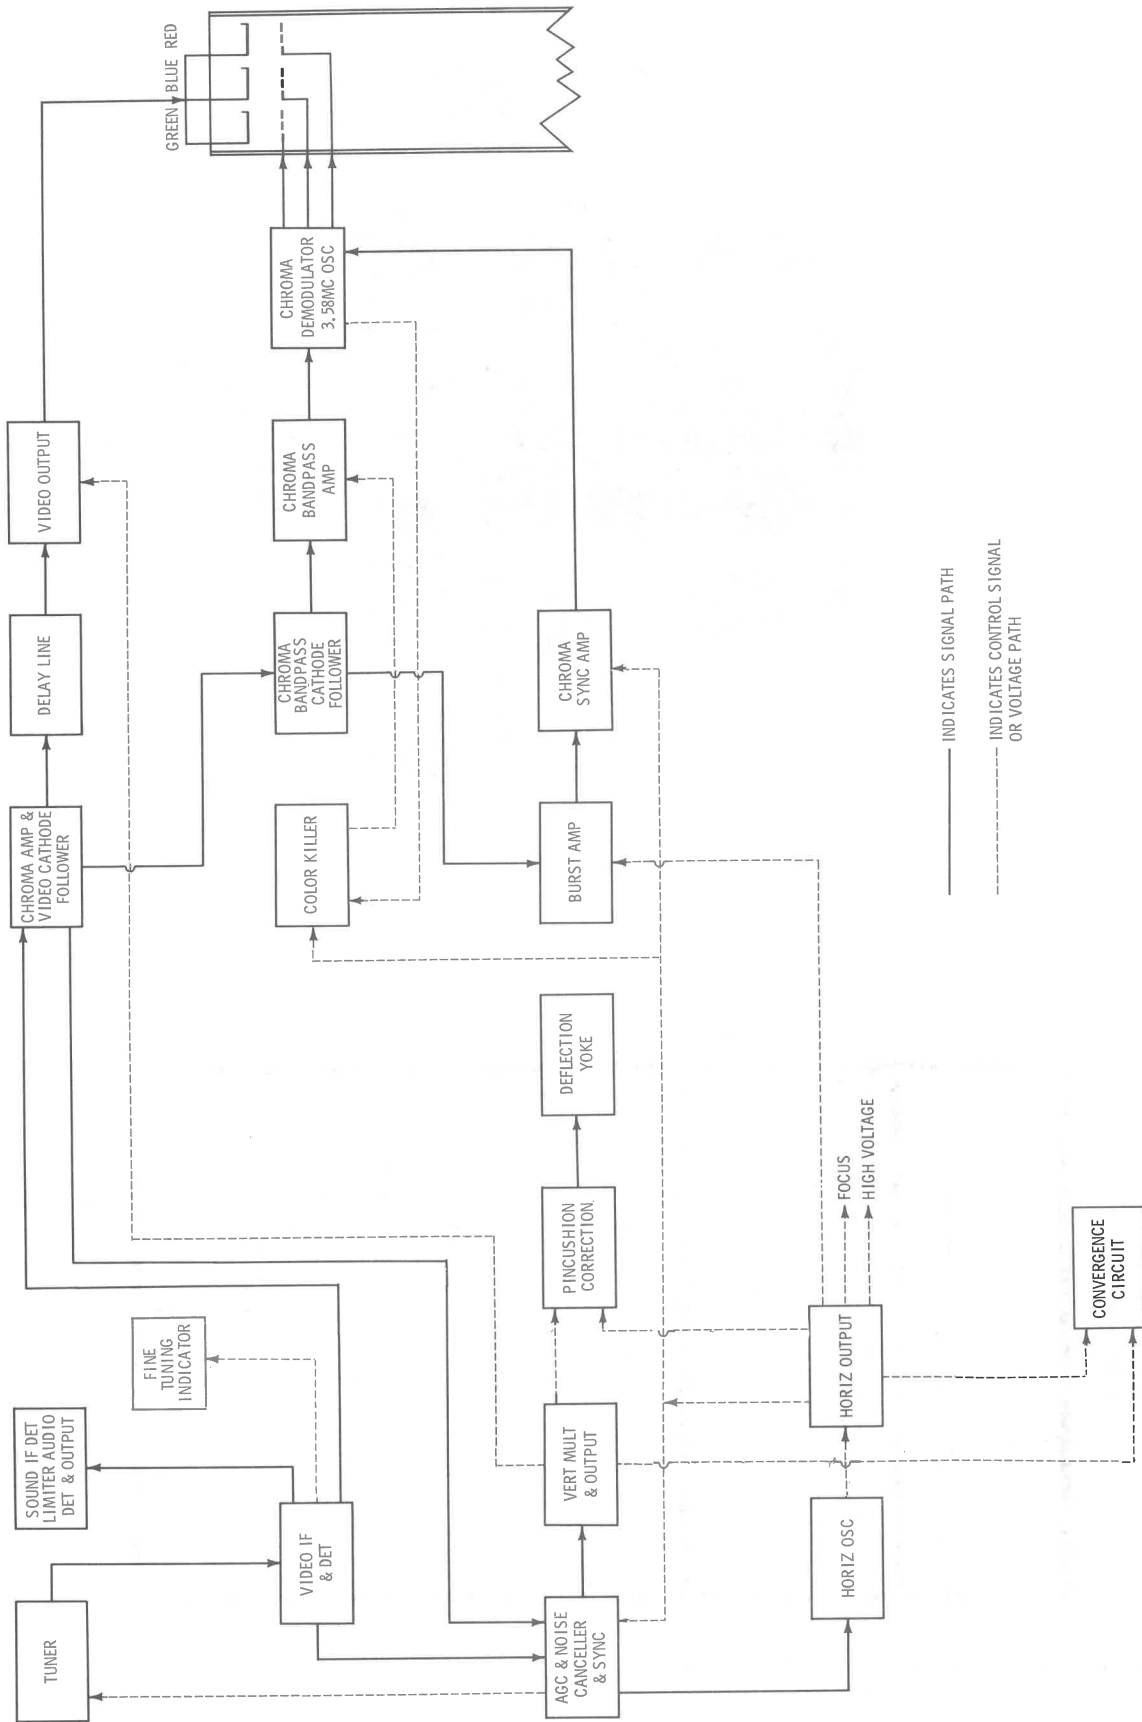 TUNER
SOUND IF DET
LIMITER AUDIO
DET & OUTPUT
FINE
TUNING
INDICATOR
VIDEO IF
& DET
AGC & NOISE
CANCELLER
& SYNC
VERT MULT
& OUTPUT
HORIZ OSC
HORIZ OUTPUT
FOCUS
HIGH VOLTAGE
CONVERGENCE
CIRCUIT
PINCUSHION
CORRECTION.
DEFLECTION
YOKE
CHROMA AMP &
VIDEO CATHODE
FOLLOWER
DELAY LINE
VIDEO OUTPUT
COLOR KILLER
CHROMA
BANDPASS
CATHODE
FOLLOWER
CHROMA
BANDPASS
AMP
CHROMA
DEMODULATOR
3.58MC OSC
BURST AMP
CHROMA
SYNC AMP
GREEN BLUE RED
INDICATES SIGNAL PATH
INDICATES CONTROL SIGNAL
OR VOLTAGE PATH